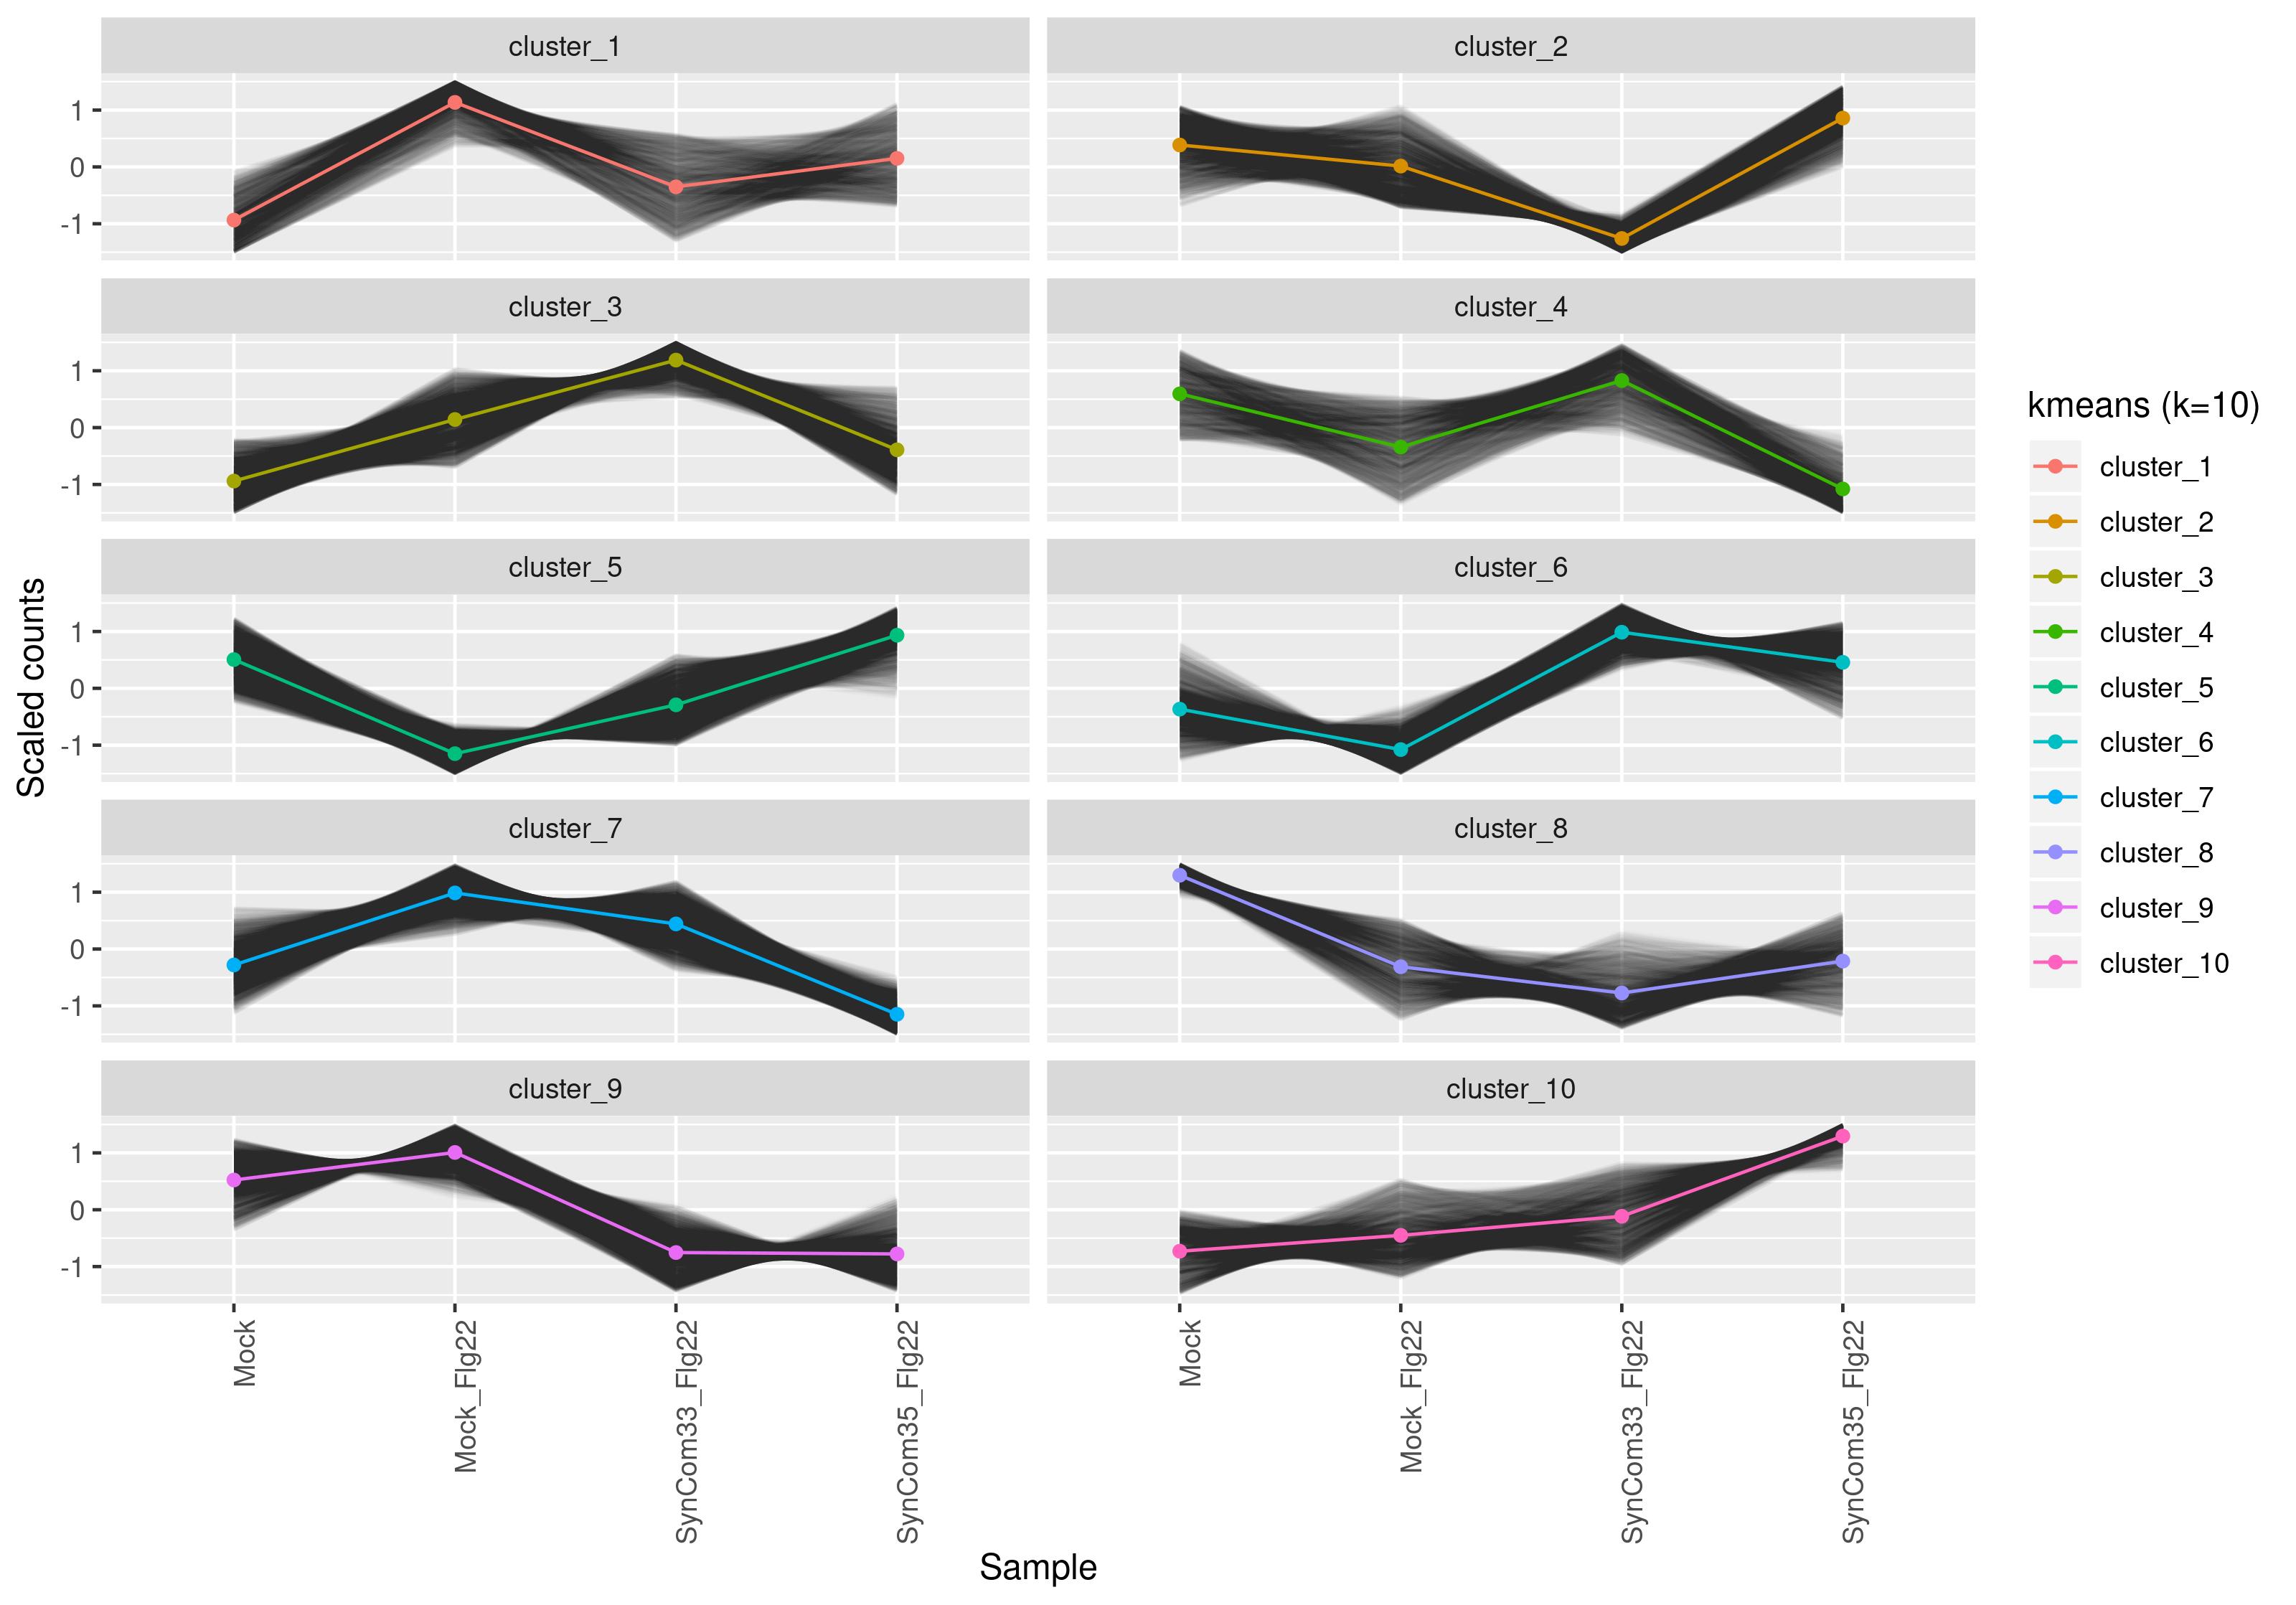 cluster_1
cluster_2
1
0
-1
cluster_3
cluster_4
1
0
-1
cluster_5
cluster_6
1
0
-1
cluster_7
cluster_8
1
0
-1
cluster_9
cluster_10
1
0
-1
Mock
Mock_Flg22
SynCom33_Flg22
SynCom35_Flg22
Mock
Mock_Flg22
SynCom33_Flg22
SynCom35_Flg22
Sample
Scaled counts
kmeans (k=10)
cluster_1
cluster_2
cluster_3
cluster_4
cluster_5
cluster_6
cluster_7
cluster_8
cluster_9
cluster_10